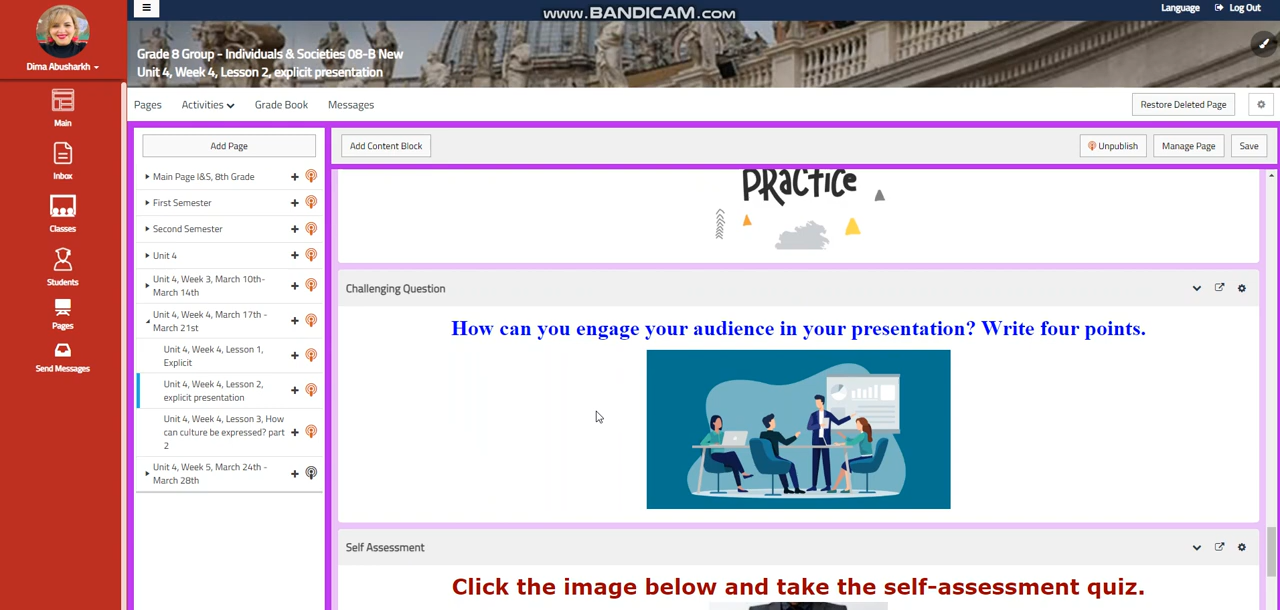 www.BANDICAM.com
Language
Log Out
Dima Abusharkh
Grade 8 Group - Individuals & Societies 08-B New
Unit 4, Week 4, Lesson 2, explicit presentation
Main
Inbox
Classes
Students
Pages
Send Messages
Pages
Activities
Grade Book
Messages
Restore Deleted Page
Add Page
Add Content Block
Unpublish
Manage Page
Save
Main Page I&S, 8th Grade
First Semester
Second Semester
Unit 4
Unit 4, Week 3, March 10th-
March 14th
Unit 4, Week 4, March 17th -
March 21st
Unit 4, Week 4, Lesson 1,
Explicit
Unit 4, Week 4, Lesson 2,
explicit presentation
Unit 4, Week 4, Lesson 3, How
can culture be expressed? part
2
Unit 4, Week 5, March 24th -
March 28th
PRACTICE
Challenging Question
How can you engage your audience in your presentation? Write four points.
Self Assessment
Click the image below and take the self-assessment quiz.